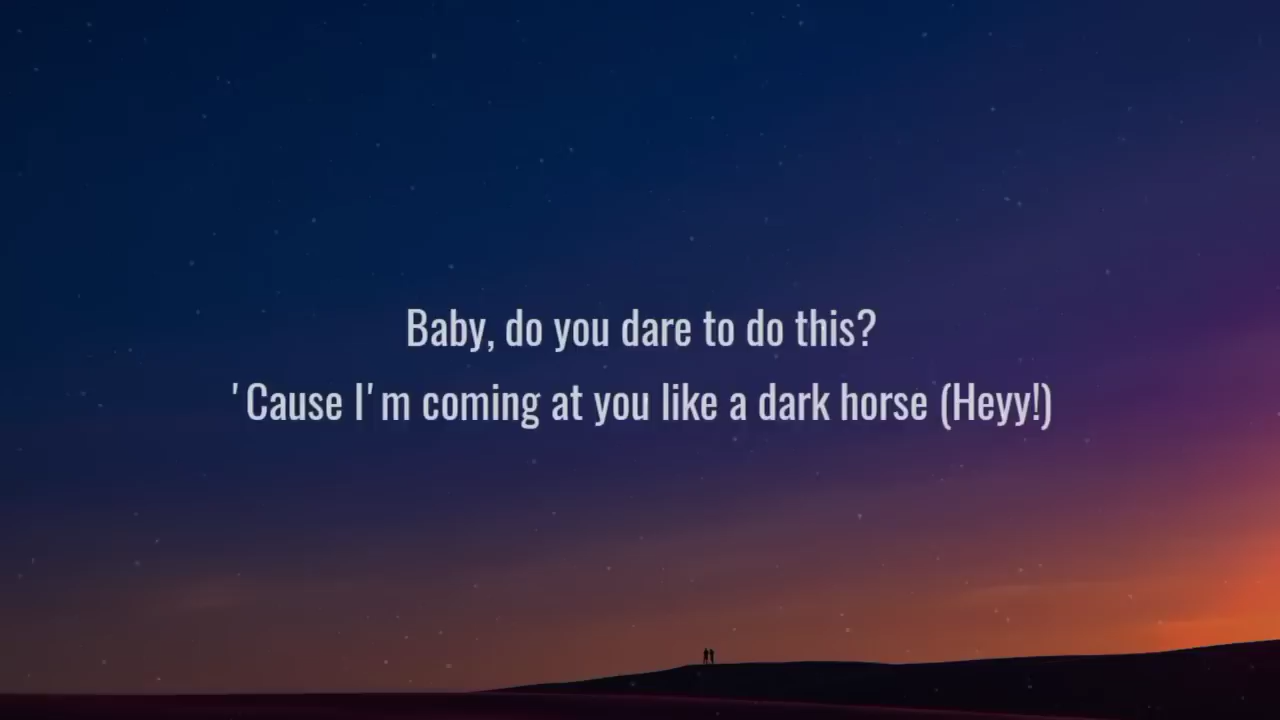 Baby, do you dare to do this?
'Cause I'm coming at you like a dark horse (Heyy!)